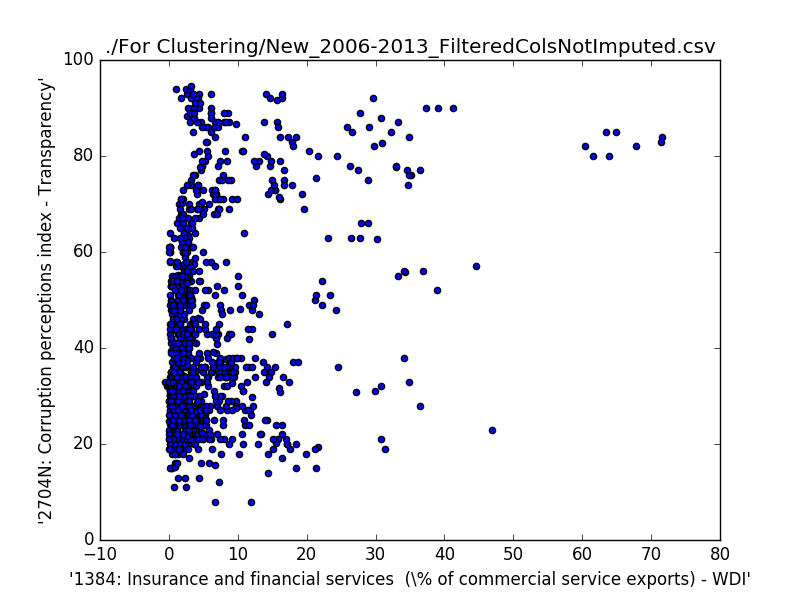 ./For Clustering/New_2006-2013_FilteredColsNotImputed.csv
100
80
60
40
20
0
'2704N: Corruption perceptions index - Transparency'
−10 0 10 20 30 40 50 60 70 80
'1384: Insurance and financial services  (\% of commercial service exports) - WDI'